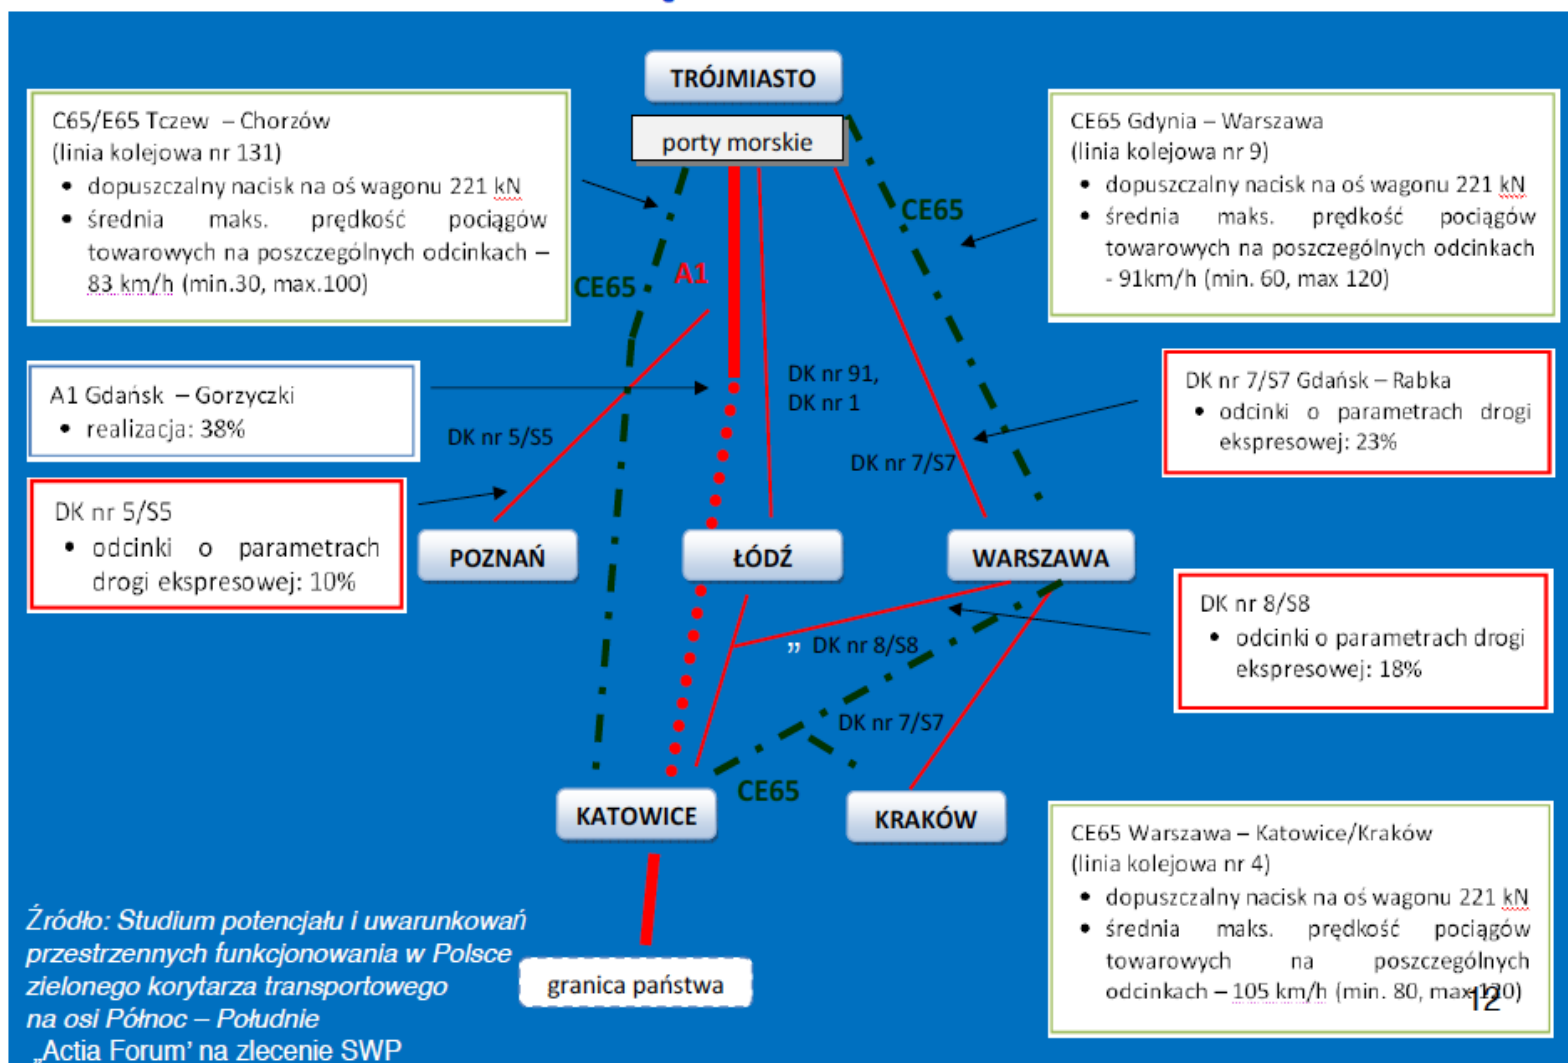 TRÓJMIASTO
porty morskie
C65/E65 Tczew – Chorzów
(linia kolejowa nr 131)
• dopuszczalny nacisk na oś wagonu 221 kN
• średnia maks. prędkość pociągów
towarowych na poszczególnych odcinkach –
83 km/h (min.30, max.100)
CE65 Gdynia – Warszawa
(linia kolejowa nr 9)
• dopuszczalny nacisk na oś wagonu 221 kN
• średnia maks. prędkość pociągów
towarowych na poszczególnych odcinkach
- 91km/h (min. 60, max 120)
CE65
A1
CE65
A1 Gdańsk – Gorzyczki
• realizacja: 38%
DK nr 91,
DK nr 1
DK nr 5/S5
DK nr 7/S7
DK nr 7/S7 Gdańsk – Rabka
• odcinki o parametrach drogi
ekspresowej: 23%
DK nr 5/S5
• odcinki o parametrach
drogi ekspresowej: 10%
POZNAŃ
ŁÓDŹ
WARSZAWA
DK nr 8/S8
• odcinki o parametrach drogi
ekspresowej: 18%
„ DK nr 8/S8
DK nr 7/S7
CE65
KATOWICE
KRAKÓW
CE65 Warszawa – Katowice/Kraków
(linia kolejowa nr 4)
• dopuszczalny nacisk na oś wagonu 221 kN
• średnia maks. prędkość pociągów
towarowych na poszczególnych
odcinkach – 105 km/h (min. 80, max 120)
12
granica państwa
Źródło: Studium potencjału i uwarunkowań
przestrzennych funkcjonowania w Polsce
zielonego korytarza transportowego
na osi Północ – Południe
„Actia Forum' na zlecenie SWP